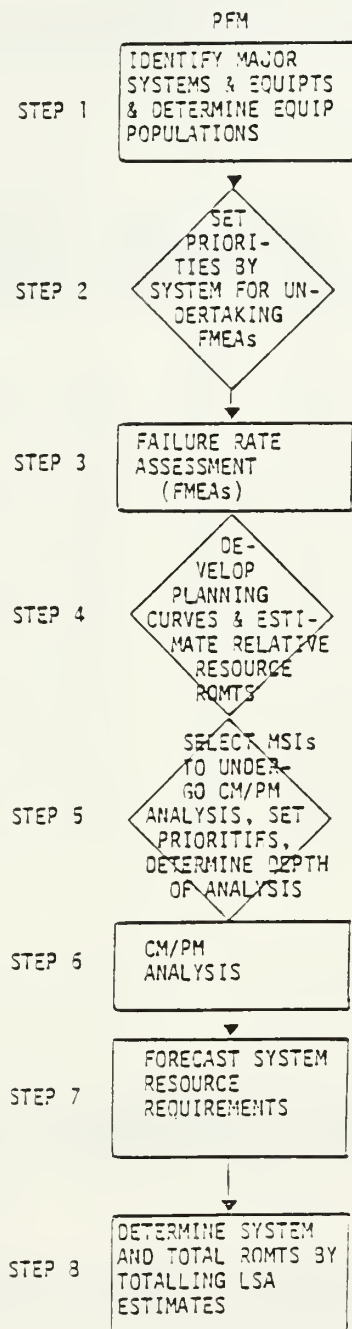 PFM
STEP 1
IDENTIFY MAJOR
SYSTEMS & EQUIPTS
& DETERMINE EQUIP
POPULATIONS
STEP 2
SET
PRIORI-
TIES BY
SYSTEM FOR UN-
DERTAKING
FMEAs
STEP 3
FAILURE RATE
ASSESSMENT
(FMEAs)
STEP 4
DE-
VELOP
PLANNING
CURVES & ESTI-
MATE RELATIVE
RESOURCE
RQMTS
STEP 5
SELECT MSIs
TO UNDER-
GO CM/PM
ANALYSIS, SET
PRIORITIFS,
DETERMINE DEPTH
OF ANALYSIS
STEP 6
CM/PM
ANALYSIS
STEP 7
FORECAST SYSTEM
RESOURCE
REQUIREMENTS
STEP 8
DETERMINE SYSTEM
AND TOTAL RQMTS BY
TOTALLING LSA
ESTIMATES